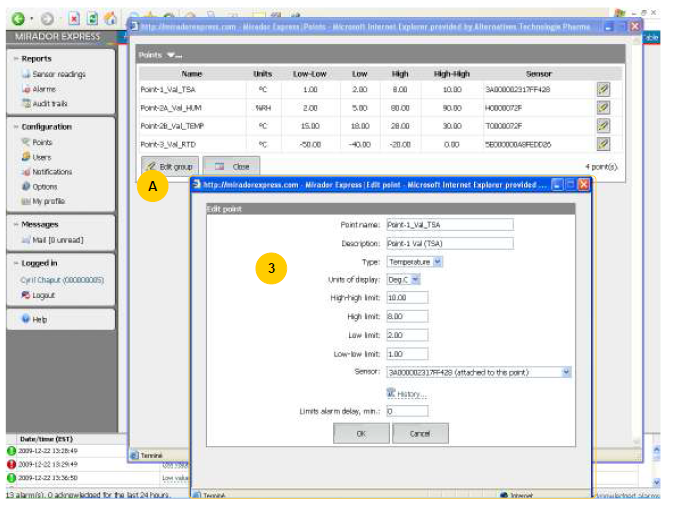 MIRADOR EXPRESS
http://miradorexpress.com - Mirador Express|Points - Microsoft Internet Explorer provided by Alternatives Technologie Pharma
Reports
Sensor readings
Alarms
Audit trails
Configuration
Points
Users
Notifications
Options
My profile
Messages
Mail [0 unread]
Logged in
Cyril Chaput (000000005)
Logout
Help
Points
Name Units Low-Low Low High High-High Sensor
Point-1_Val_TSA °C 1.00 2.00 8.00 10.00 3A000002317FF428
Point-2A_Val_HUM %RH 2.00 5.00 80.00 90.00 H0000072F
Point-2B_Val_TEMP °C 15.00 18.00 28.00 30.00 T0000072F
Point-3_Val_RTD °C -50.00 -40.00 -20.00 0.00
Edit group Close 4 point(s).
A
http://miradorexpress.com - Mirador Express|Edit point - Microsoft Internet Explorer provided ...
Edit point
Point name: Point-1_Val_TSA
Description: Point-1 Val (TSA)
Type: Temperature
3
Units of display: Deg.C
High-high limit: 10.00
High limit: 8.00
Low limit: 2.00
Low-low limit: 1.00
Sensor: 3A000002317FF428 (attached to this point)
History...
Limits alarm delay, min.: 0
OK Cancel
Date/time (EST)
2009-12-22 13:28:49
2009-12-22 13:29:49 Low value
2009-12-22 13:36:50 Low value
13 alarm(s), 0 acknowledged for the last 24 hours.
Terminé
Terminé Internet